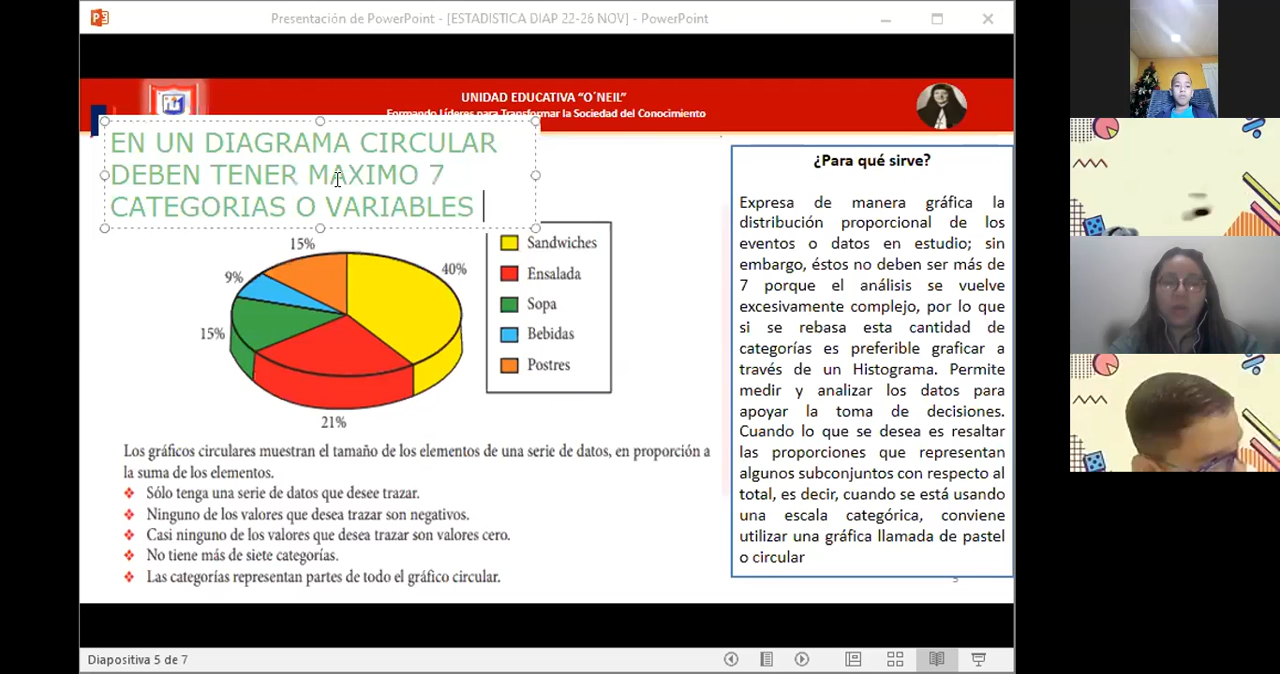 Presentación de PowerPoint - [ESTADISTICA DIAP 22-26 NOV] - PowerPoint
UNIDAD EDUCATIVA “O´NEIL”
Formando Líderes para Transformar la Sociedad del Conocimiento
EN UN DIAGRAMA CIRCULAR
DEBEN TENER MAXIMO 7
CATEGORIAS O VARIABLES
15%
40%
9%
15%
21%
Sandwiches
Ensalada
Sopa
Bebidas
Postres
Los gráficos circulares muestran el tamaño de los elementos de una serie de datos, en proporción a
la suma de los elementos.
Sólo tenga una serie de datos que desee trazar.
Ninguno de los valores que desea trazar son negativos.
Casi ninguno de los valores que desea trazar son valores cero.
No tiene más de siete categorías.
Las categorías representan partes de todo el gráfico circular.
¿Para qué sirve?
Expresa de manera gráfica la
distribución proporcional de los
eventos o datos en estudio; sin
embargo, éstos no deben ser más de
7 porque el análisis se vuelve
excesivamente complejo, por lo que
si se rebasa esta cantidad de
categorías es preferible graficar a
través de un Histograma. Permite
medir y analizar los datos para
apoyar la toma de decisiones.
Cuando lo que se desea es resaltar
las proporciones que representan
algunos subconjuntos con respecto al
total, es decir, cuando se está usando
una escala categórica, conviene
utilizar una gráfica llamada de pastel
o circular
5
Diapositiva 5 de 7